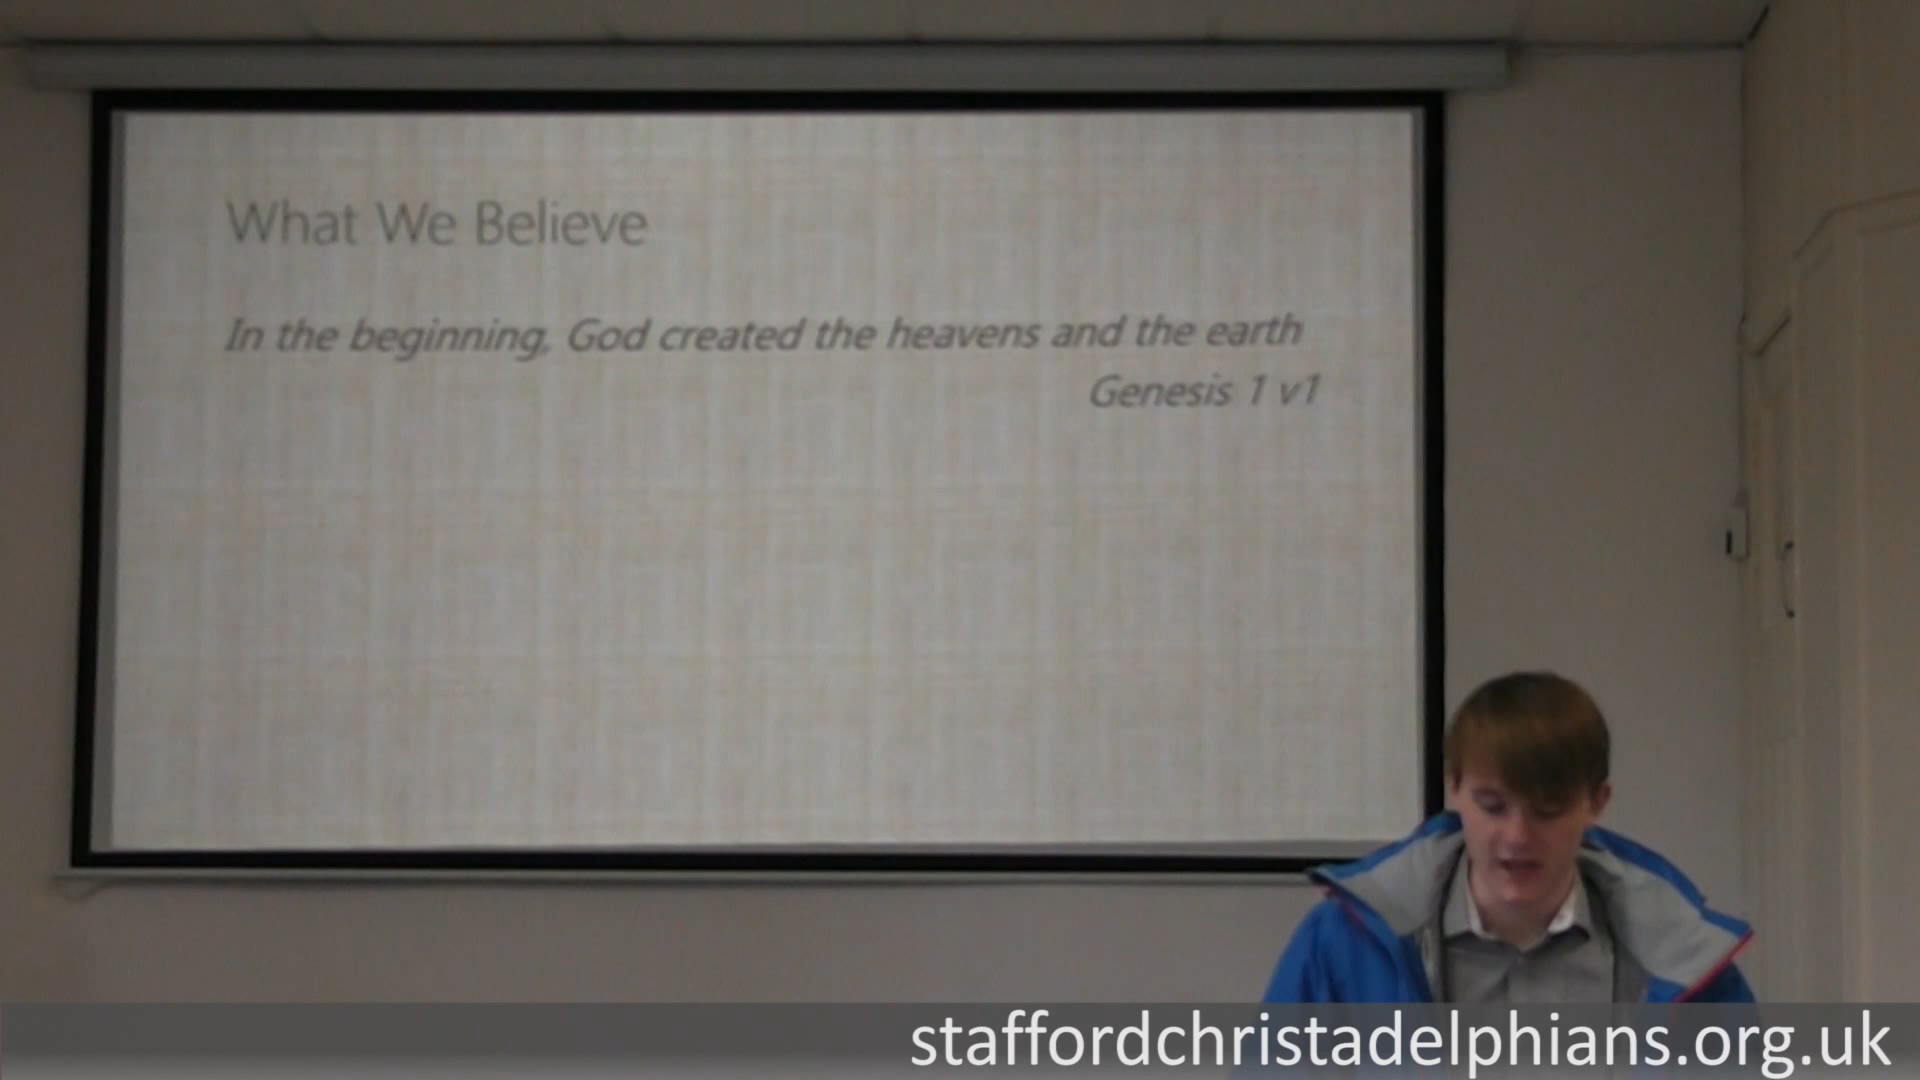 What We Believe
In the beginning, God created the heavens and the earth
Genesis 1 v1
staffordchristadelphians.org.uk